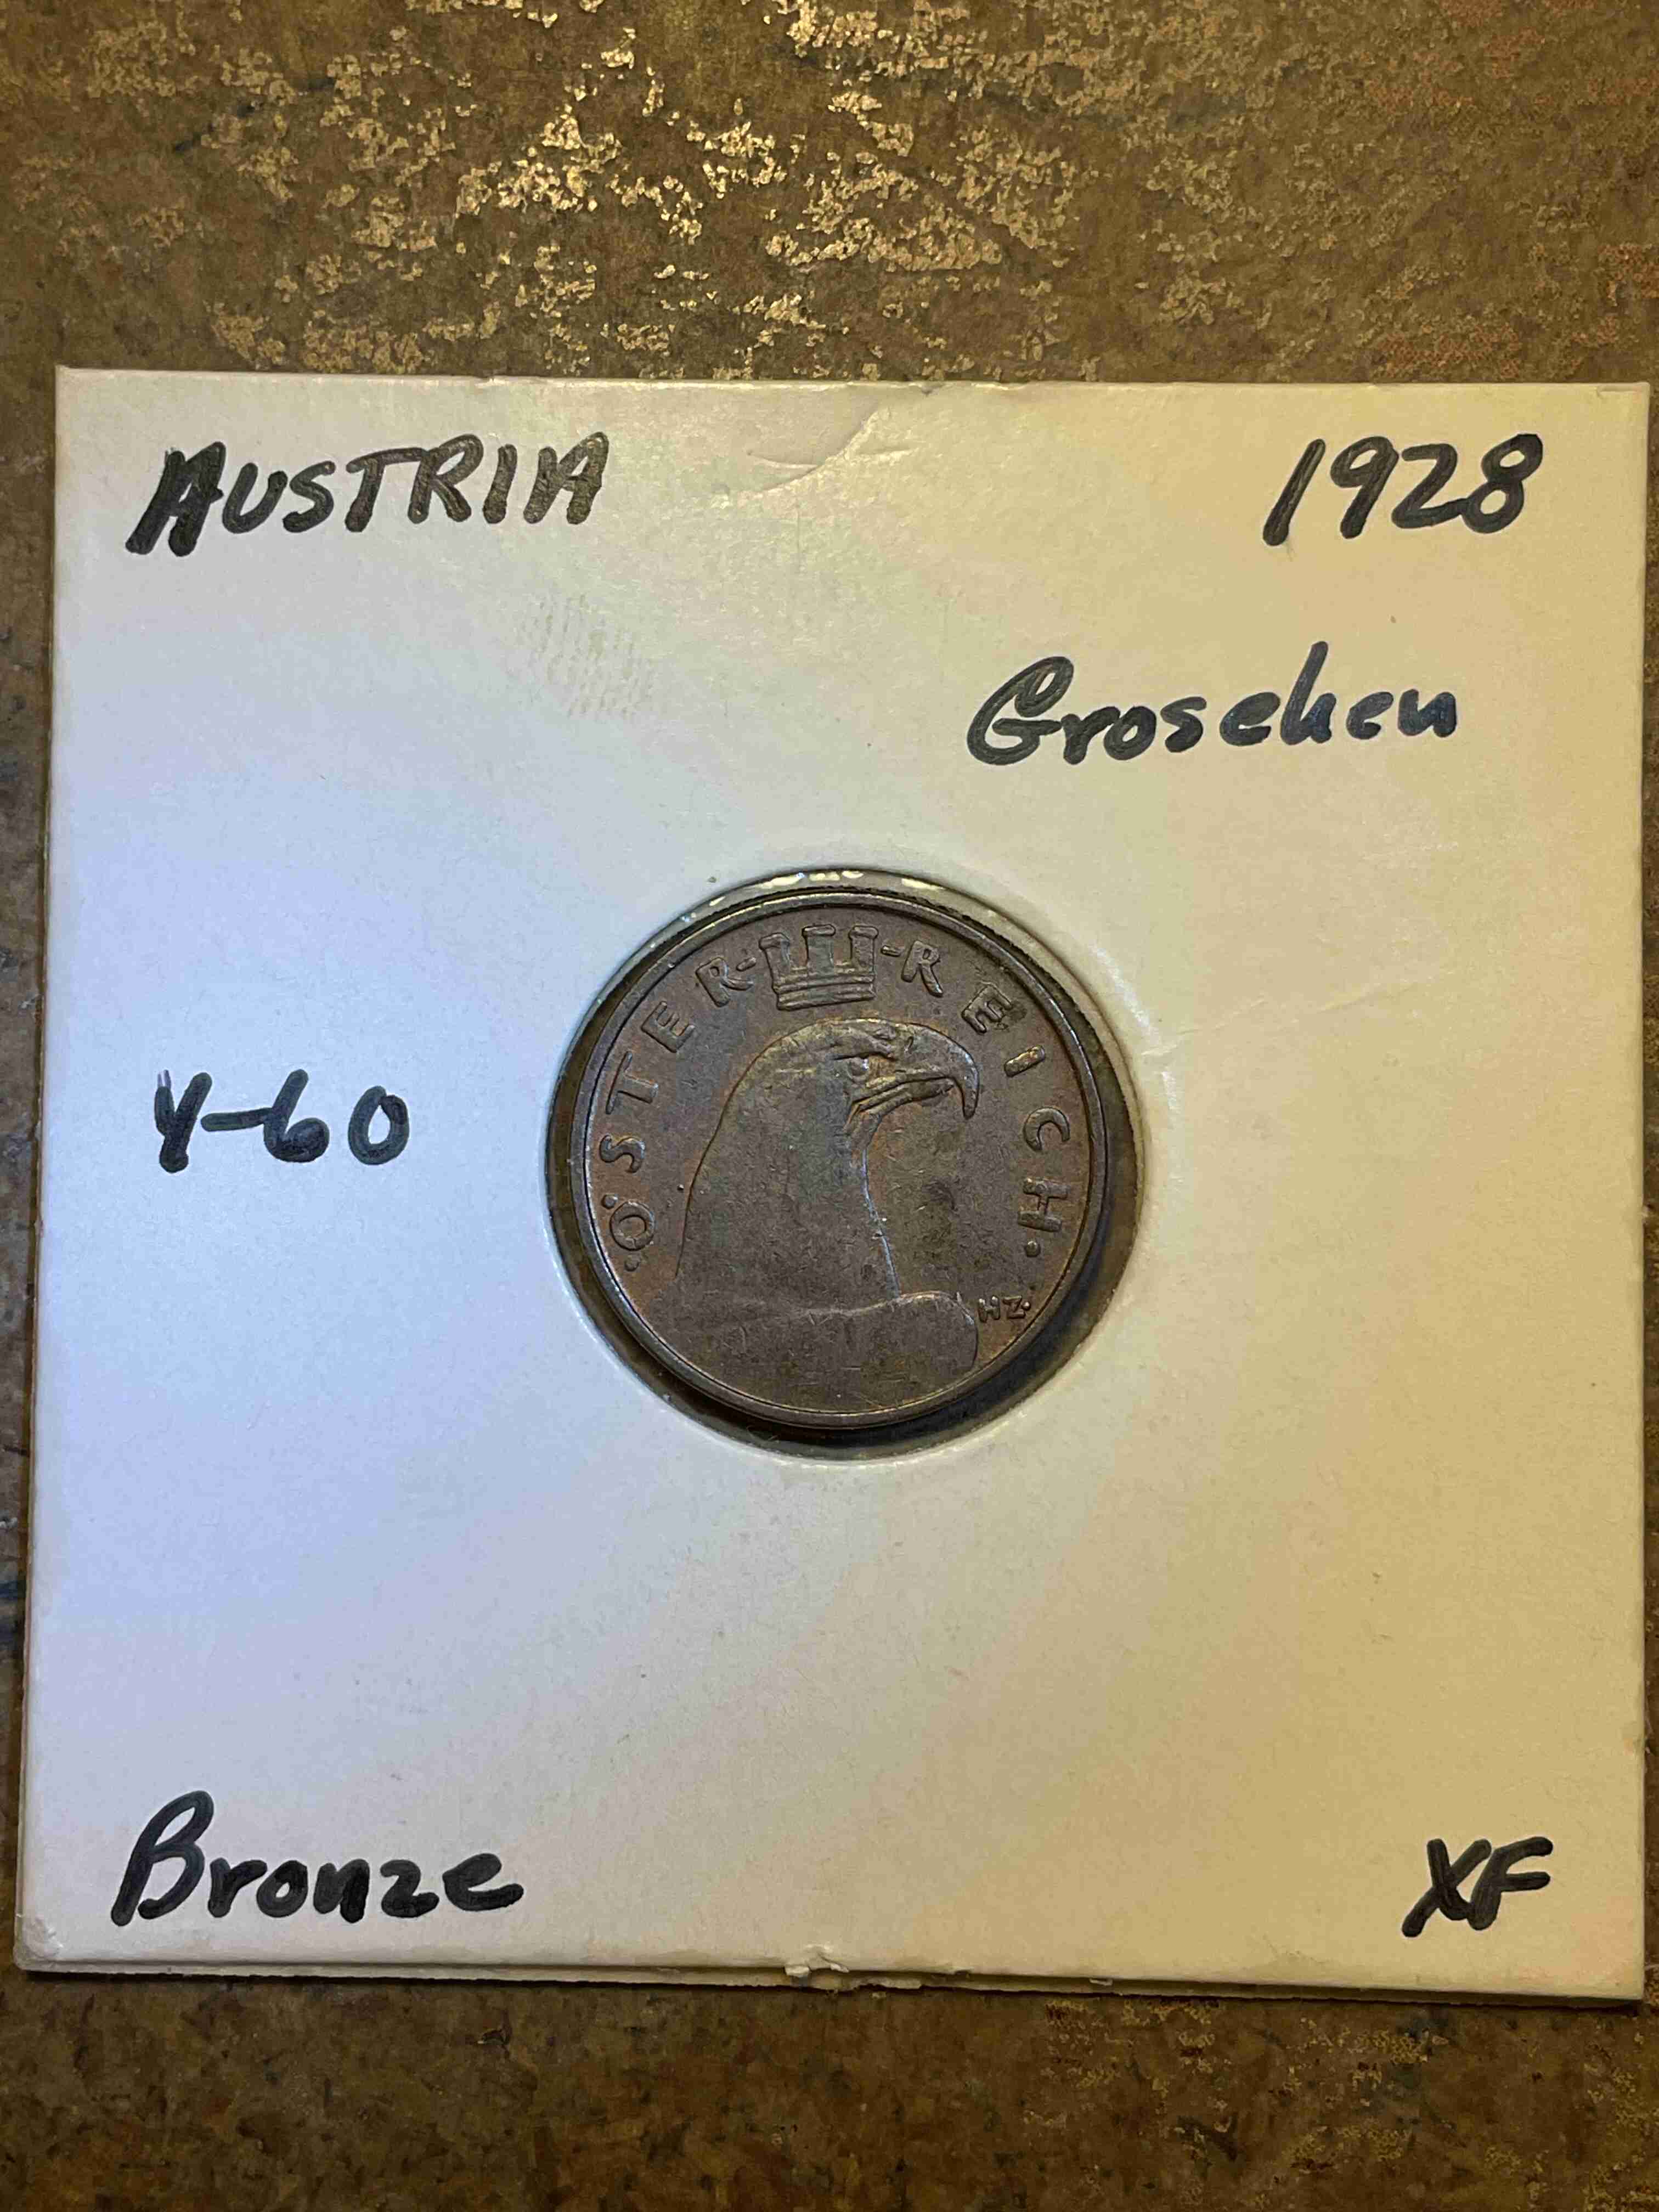 AUSTRIA 1928
Groschen
·ÖSTER-REICH·
HZ·
Y-60
Bronze XF